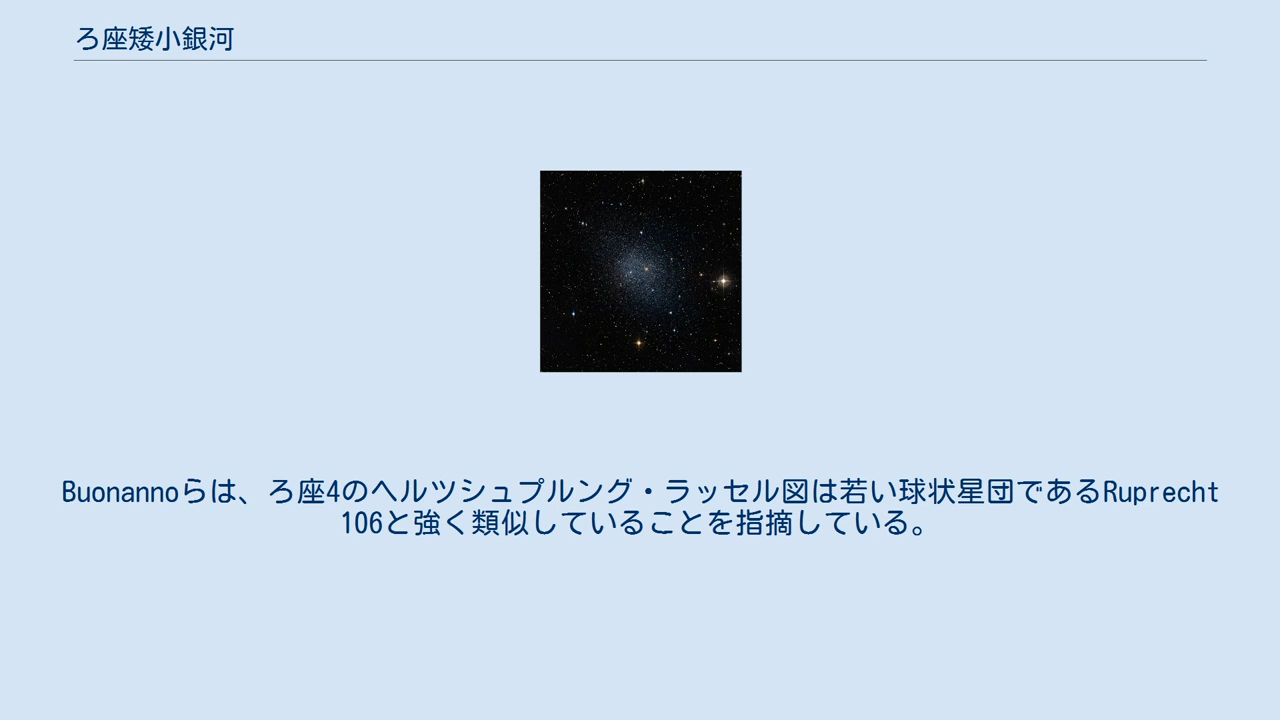 ろ座矮小銀河
Buonannoらは、ろ座4のヘルツシュプルング・ラッセル図は若い球状星団であるRuprecht
106と強く類似していることを指摘している。